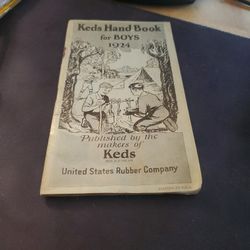 Keds Hand-Book
for BOYS
1924
Published by the
makers of
Keds
United States Rubber Company